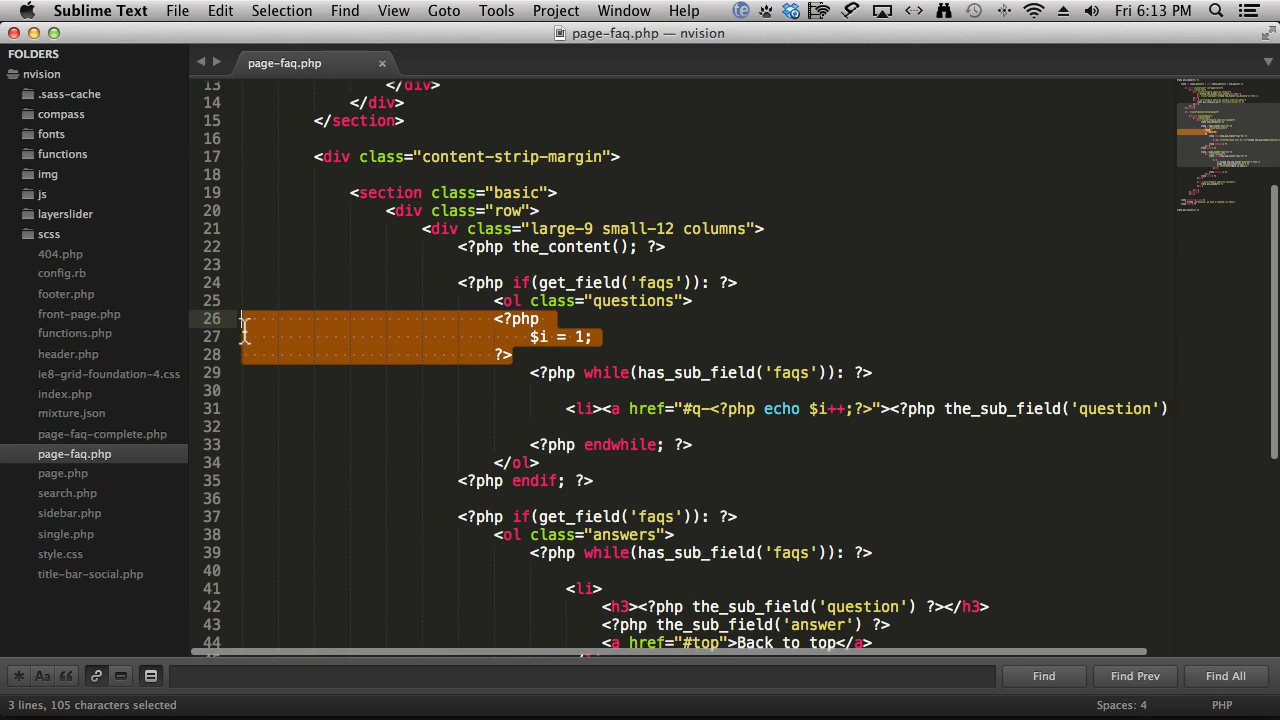 Sublime Text File Edit Selection Find View Goto Tools Project Window Help Fri 6:13 PM
page-faq.php — nvision
FOLDERS
nvision
.sass-cache
compass
fonts
functions
img
js
layerslider
scss
404.php
config.rb
footer.php
front-page.php
functions.php
header.php
ie8-grid-foundation-4.css
index.php
mixture.json
page-faq-complete.php
page-faq.php
page.php
search.php
sidebar.php
single.php
style.css
title-bar-social.php
page-faq.php ×
13 </div>
14 </div>
15 </section>
16
17 <div class="content-strip-margin">
18
19 <section class="basic">
20 <div class="row">
21 <div class="large-9 small-12 columns">
22 <?php the_content(); ?>
23
24 <?php if(get_field('faqs')): ?>
25 <ol class="questions">
26 <?php
27 $i = 1;
28 ?>
29 <?php while(has_sub_field('faqs')): ?>
30
31 <li><a href="#q-<?php echo $i++;?>"><?php the_sub_field('question')
32
33 <?php endwhile; ?>
34 </ol>
35 <?php endif; ?>
36
37 <?php if(get_field('faqs')): ?>
38 <ol class="answers">
39 <?php while(has_sub_field('faqs')): ?>
40
41 <li>
42 <h3><?php the_sub_field('question') ?></h3>
43 <?php the_sub_field('answer') ?>
44 <a href="#top">Back to top</a>
Find Find Prev Find All
3 lines, 105 characters selected Spaces: 4 PHP